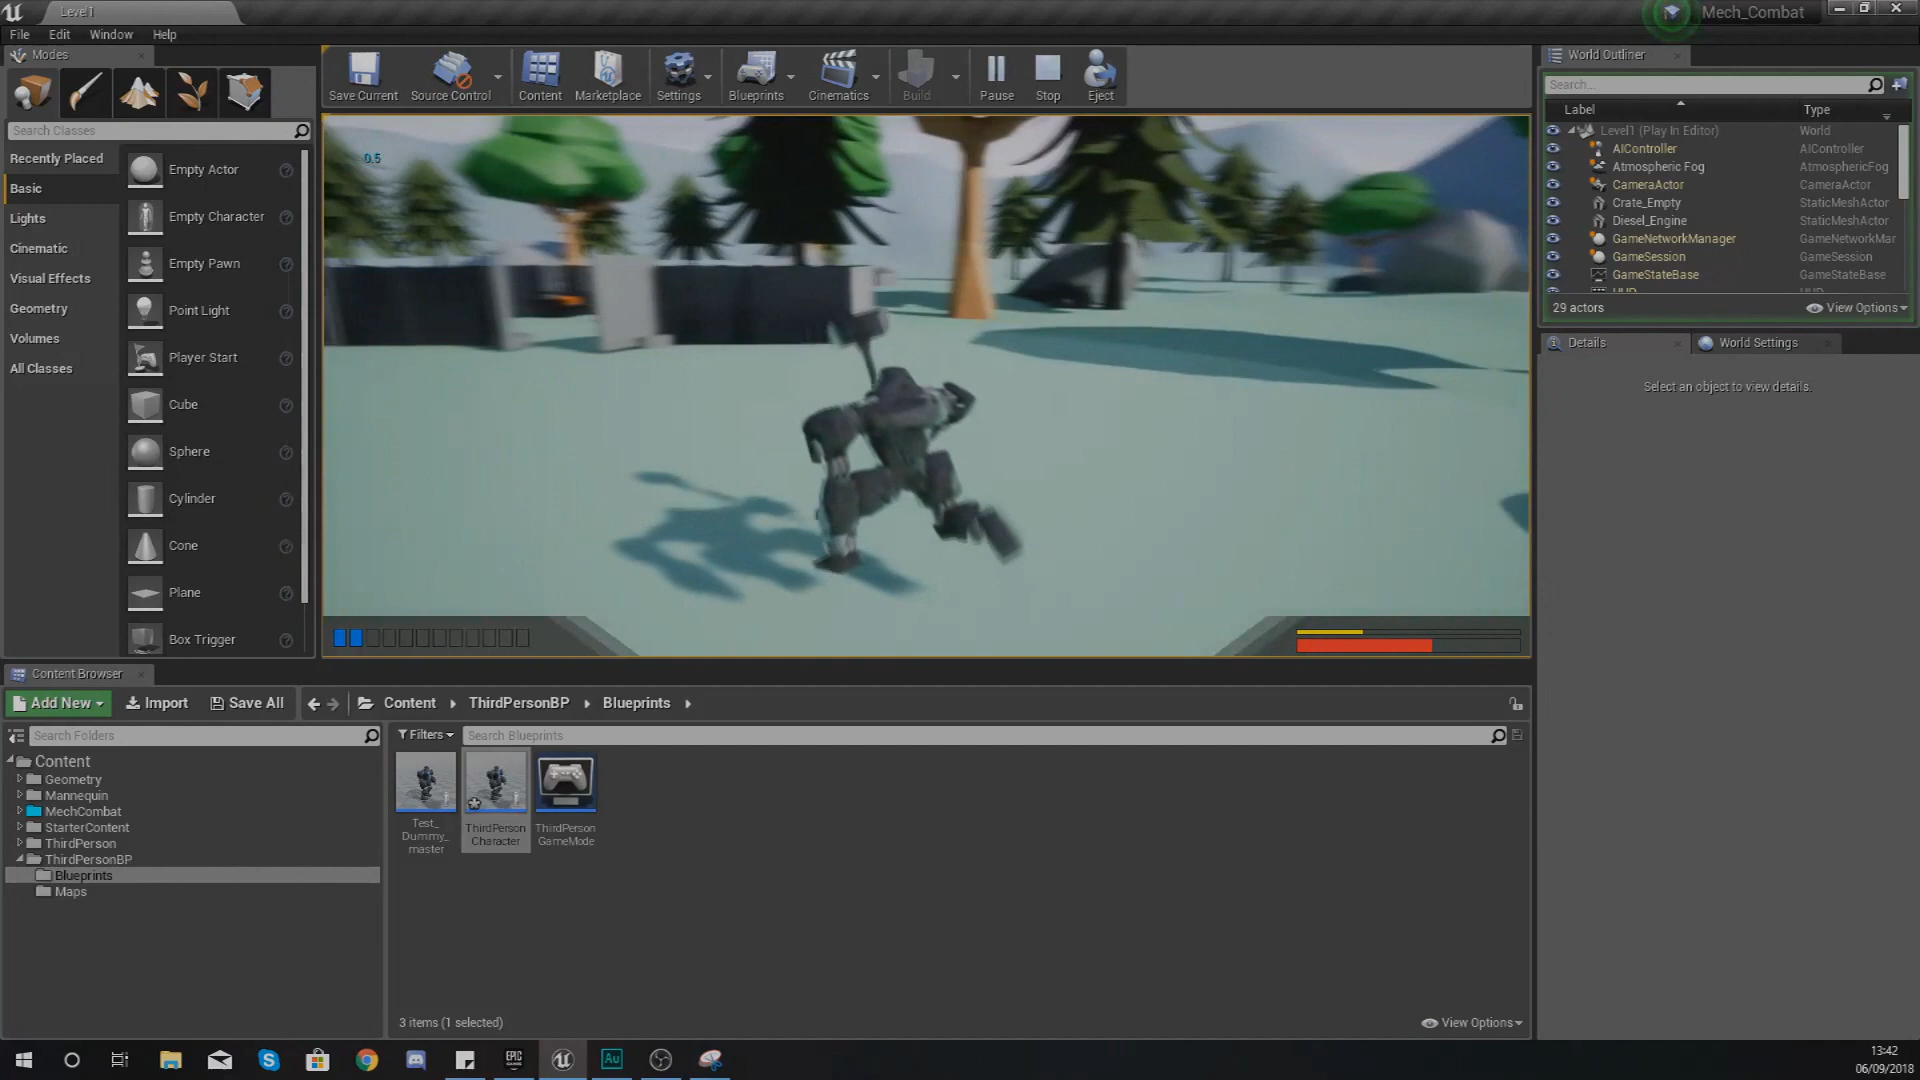 Level1
Mech_Combat
File Edit Window Help
Modes
Search Classes
Recently Placed
Basic
Lights
Cinematic
Visual Effects
Geometry
Volumes
All Classes
Empty Actor
Empty Character
Empty Pawn
Point Light
Player Start
Cube
Sphere
Cylinder
Cone
Plane
Box Trigger
Save Current
Source Control
Content
Marketplace
Settings
Blueprints
Cinematics
Build
Pause
Stop
Eject
0.5
World Outliner
Search...
Label Type
Level1 (Play In Editor) World
AIController AIController
Atmospheric Fog AtmosphericFog
CameraActor CameraActor
Crate_Empty StaticMeshActor
Diesel_Engine StaticMeshActor
GameNetworkManager GameNetworkMar
GameSession GameSession
GameStateBase GameStateBase
29 actors View Options
Details World Settings
Select an object to view details.
Content Browser
Add New Import Save All Content ThirdPersonBP Blueprints
Search Folders
Content
Geometry
Mannequin
MechCombat
StarterContent
ThirdPerson
ThirdPersonBP
Blueprints
Maps
Filters Search Blueprints
Test_
Dummy_
master
ThirdPerson
Character
ThirdPerson
GameMode
3 items (1 selected) View Options
EPIC
GAMES
Au
13:42
06/09/2018